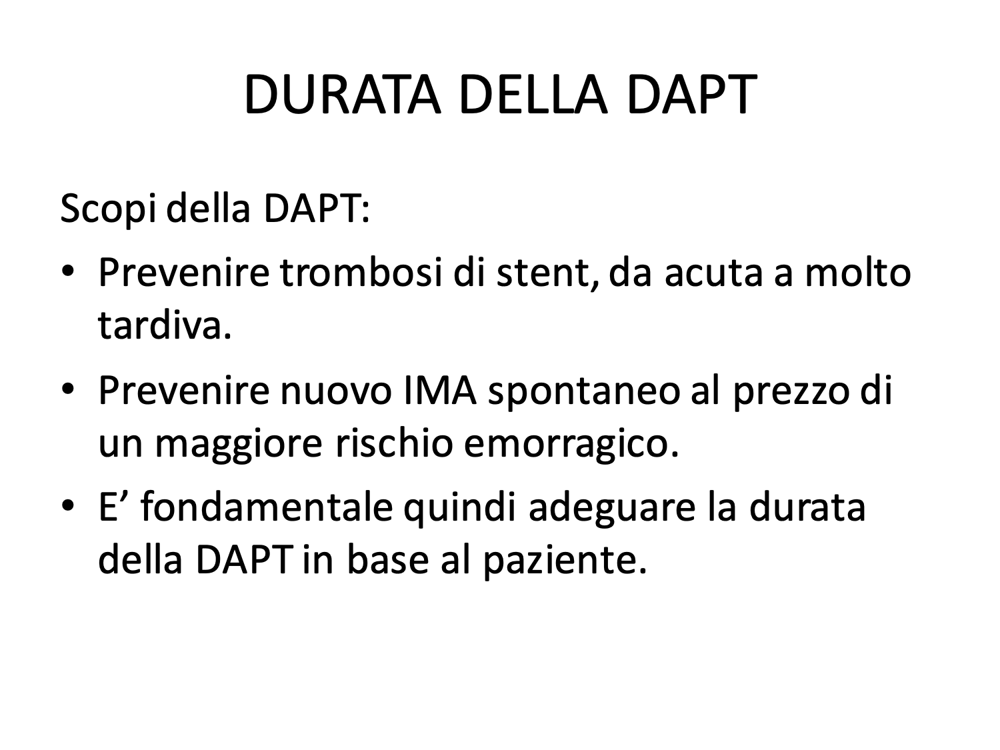 DURATA DELLA DAPT
Scopi della DAPT:
• Prevenire trombosi di stent, da acuta a molto
tardiva.
• Prevenire nuovo IMA spontaneo al prezzo di
un maggiore rischio emorragico.
• E’ fondamentale quindi adeguare la durata
della DAPT in base al paziente.